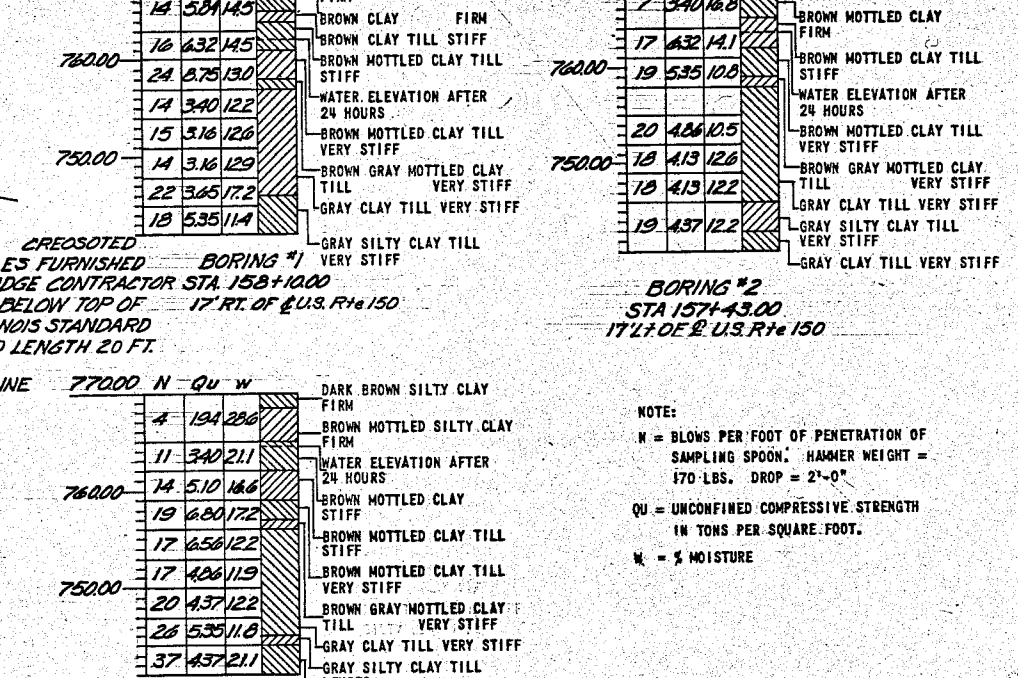 14 5.84 14.5
BROWN CLAY FIRM
16 6.32 14.5
BROWN CLAY TILL STIFF
760.00
BROWN MOTTLED CLAY TILL
STIFF
24 8.75 13.0
WATER ELEVATION AFTER
24 HOURS
14 3.40 12.2
15 3.16 12.6
BROWN MOTTLED CLAY TILL
VERY STIFF
750.00
14 3.16 12.9
BROWN GRAY MOTTLED CLAY
TILL VERY STIFF
22 3.65 17.2
GRAY CLAY TILL VERY STIFF
18 5.35 11.4
GRAY SILTY CLAY TILL
VERY STIFF
BORING #1
STA. 158+10.00
17' RT. OF ℄ U.S. Rte 150
CREOSOTED
ES FURNISHED
DGE CONTRACTOR
BELOW TOP OF
NOIS STANDARD
D LENGTH 20 FT.
7 3.40 16.8
BROWN MOTTLED CLAY
FIRM
17 6.32 14.1
BROWN MOTTLED CLAY TILL
STIFF
760.00
19 5.35 10.8
WATER ELEVATION AFTER
24 HOURS
20 4.86 10.5
BROWN MOTTLED CLAY TILL
VERY STIFF
750.00
18 4.13 12.6
BROWN GRAY MOTTLED CLAY
TILL VERY STIFF
18 4.13 12.2
GRAY CLAY TILL VERY STIFF
19 4.37 12.2
GRAY SILTY CLAY TILL
VERY STIFF
GRAY CLAY TILL VERY STIFF
BORING #2
STA 157+43.00
17' Lt. OF ℄ U.S. Rte 150
INE 770.00 N Qu w
DARK BROWN SILTY CLAY
FIRM
4 1.94 28.6
BROWN MOTTLED SILTY CLAY
FIRM
11 3.40 21.1
WATER ELEVATION AFTER
24 HOURS
760.00
14 5.10 16.6
BROWN MOTTLED CLAY
STIFF
19 6.80 17.2
BROWN MOTTLED CLAY TILL
STIFF
17 6.56 12.2
BROWN MOTTLED CLAY TILL
VERY STIFF
750.00
17 4.86 11.9
20 4.37 12.2
BROWN GRAY MOTTLED CLAY
TILL VERY STIFF
26 5.35 11.8
GRAY CLAY TILL VERY STIFF
37 4.37 21.1
GRAY SILTY CLAY TILL
NOTE:
N = BLOWS PER FOOT OF PENETRATION OF
SAMPLING SPOON. HAMMER WEIGHT =
170 LBS. DROP = 2'-0"
QU = UNCONFINED COMPRESSIVE STRENGTH
IN TONS PER SQUARE FOOT.
W = % MOISTURE